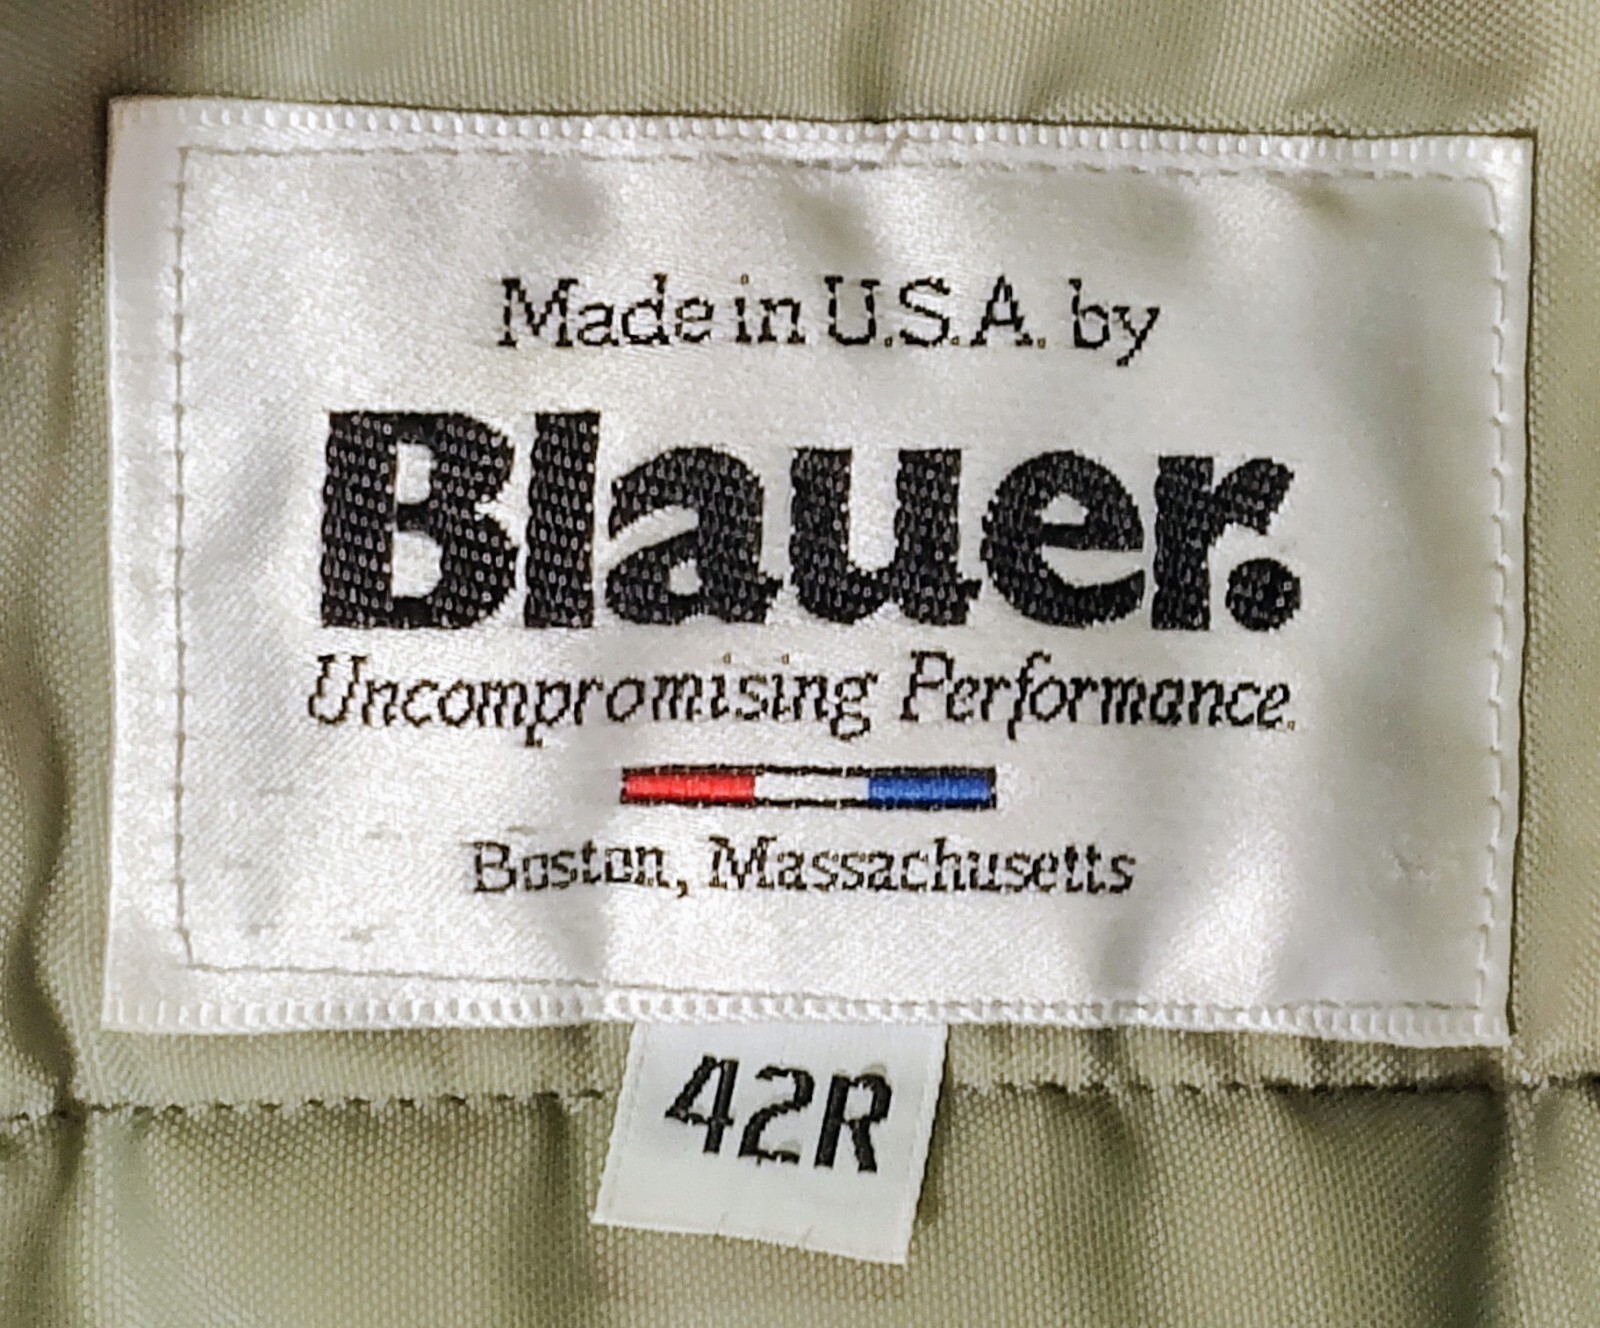 Made in U.S.A. by
Blauer.
Uncompromising Performance.
Boston, Massachusetts
42R